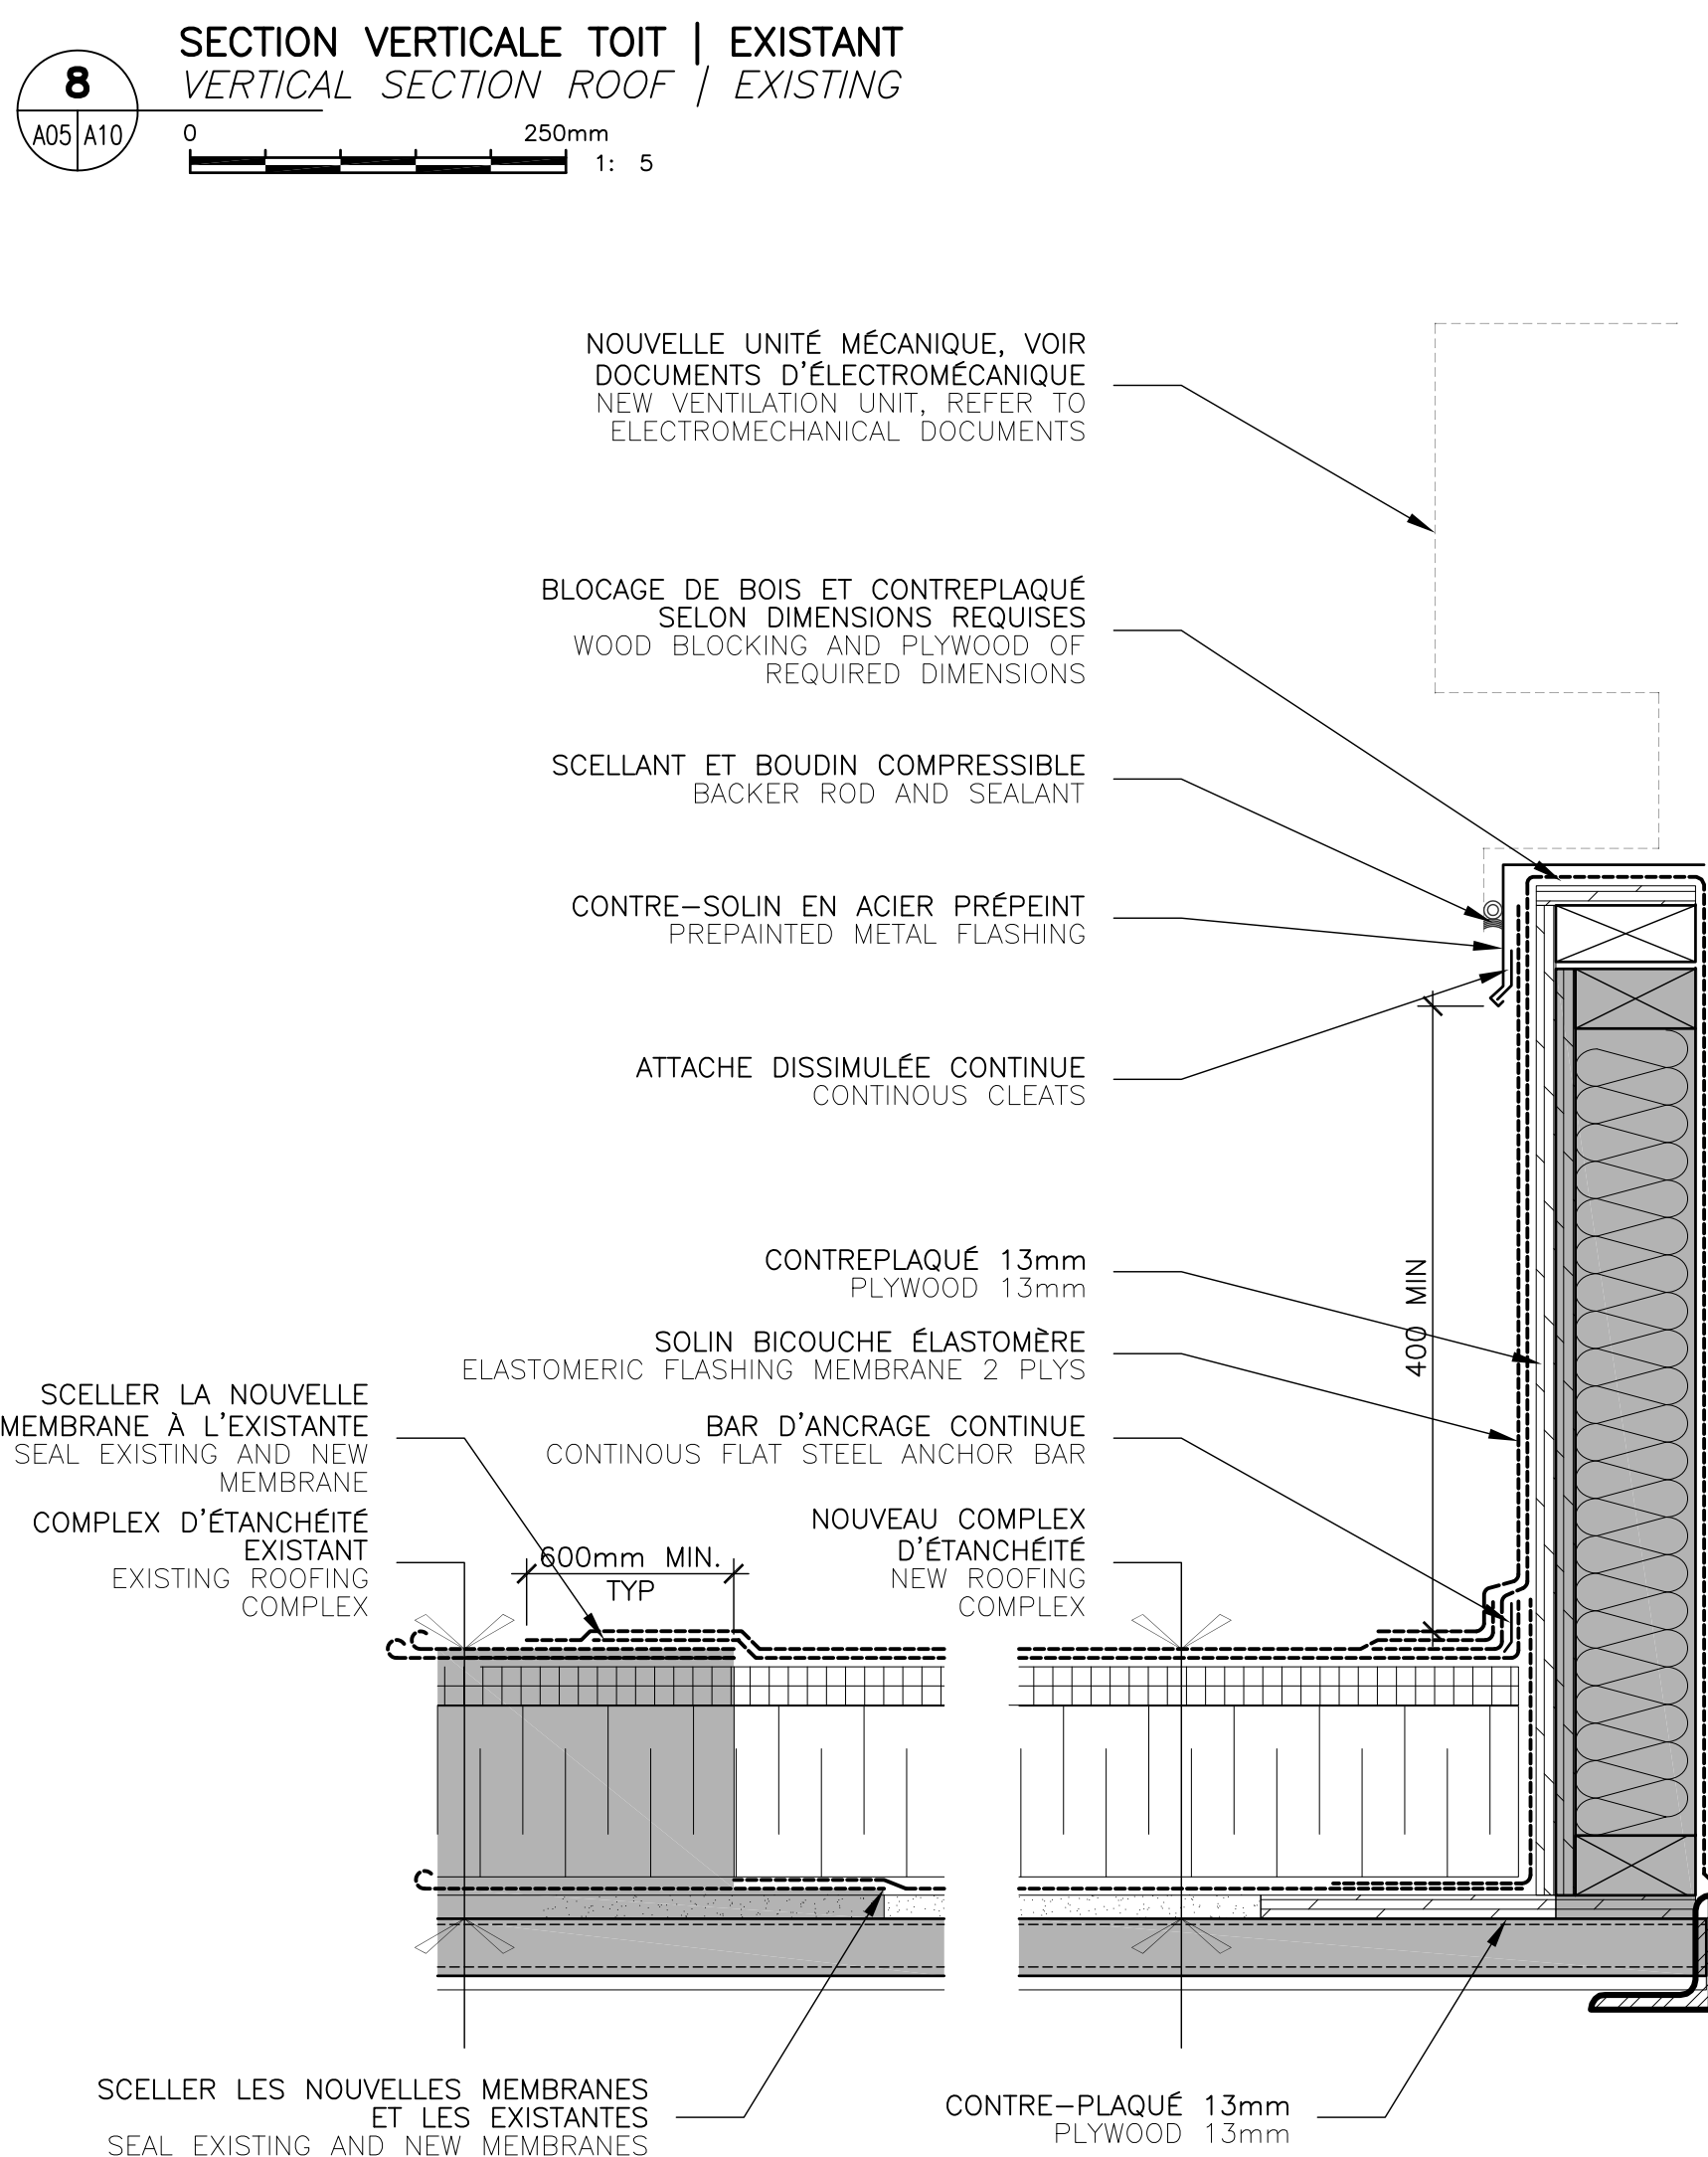 SECTION VERTICALE TOIT | EXISTANT
VERTICAL SECTION ROOF / EXISTING
8
A05 A10
0 250mm
1: 5
NOUVELLE UNITÉ MÉCANIQUE, VOIR
DOCUMENTS D'ÉLECTROMÉCANIQUE
NEW VENTILATION UNIT, REFER TO
ELECTROMECHANICAL DOCUMENTS
BLOCAGE DE BOIS ET CONTREPLAQUÉ
SELON DIMENSIONS REQUISES
WOOD BLOCKING AND PLYWOOD OF
REQUIRED DIMENSIONS
SCELLANT ET BOUDIN COMPRESSIBLE
BACKER ROD AND SEALANT
CONTRE-SOLIN EN ACIER PRÉPEINT
PREPAINTED METAL FLASHING
ATTACHE DISSIMULÉE CONTINUE
CONTINOUS CLEATS
CONTREPLAQUÉ 13mm
PLYWOOD 13mm
400 MIN
SOLIN BICOUCHE ÉLASTOMÈRE
ELASTOMERIC FLASHING MEMBRANE 2 PLYS
BAR D'ANCRAGE CONTINUE
CONTINOUS FLAT STEEL ANCHOR BAR
SCELLER LA NOUVELLE
MEMBRANE À L'EXISTANTE
SEAL EXISTING AND NEW
MEMBRANE
COMPLEX D'ÉTANCHÉITÉ
EXISTANT
EXISTING ROOFING
COMPLEX
600mm MIN.
TYP
NOUVEAU COMPLEX
D'ÉTANCHÉITÉ
NEW ROOFING
COMPLEX
SCELLER LES NOUVELLES MEMBRANES
ET LES EXISTANTES
SEAL EXISTING AND NEW MEMBRANES
CONTRE-PLAQUÉ 13mm
PLYWOOD 13mm